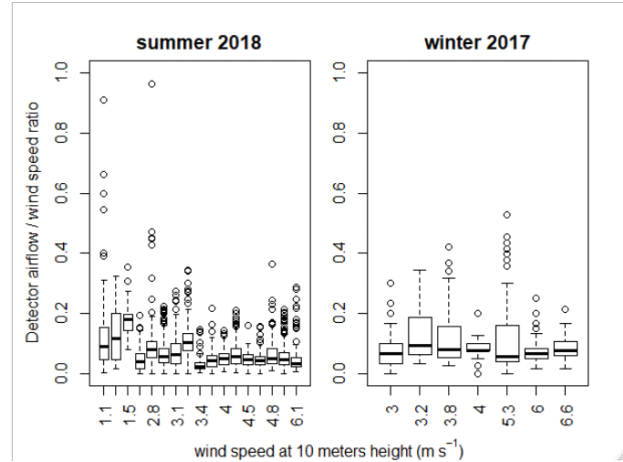 summer 2018
winter 2017
Detector airflow / wind speed ratio
0.0 0.2 0.4 0.6 0.8 1.0
0.0 0.2 0.4 0.6 0.8 1.0
1.1 1.5 2.8 3.1 3.4 4 4.5 4.8 6.1
3 3.2 3.8 4 5.3 6 6.6
wind speed at 10 meters height (m s⁻¹)